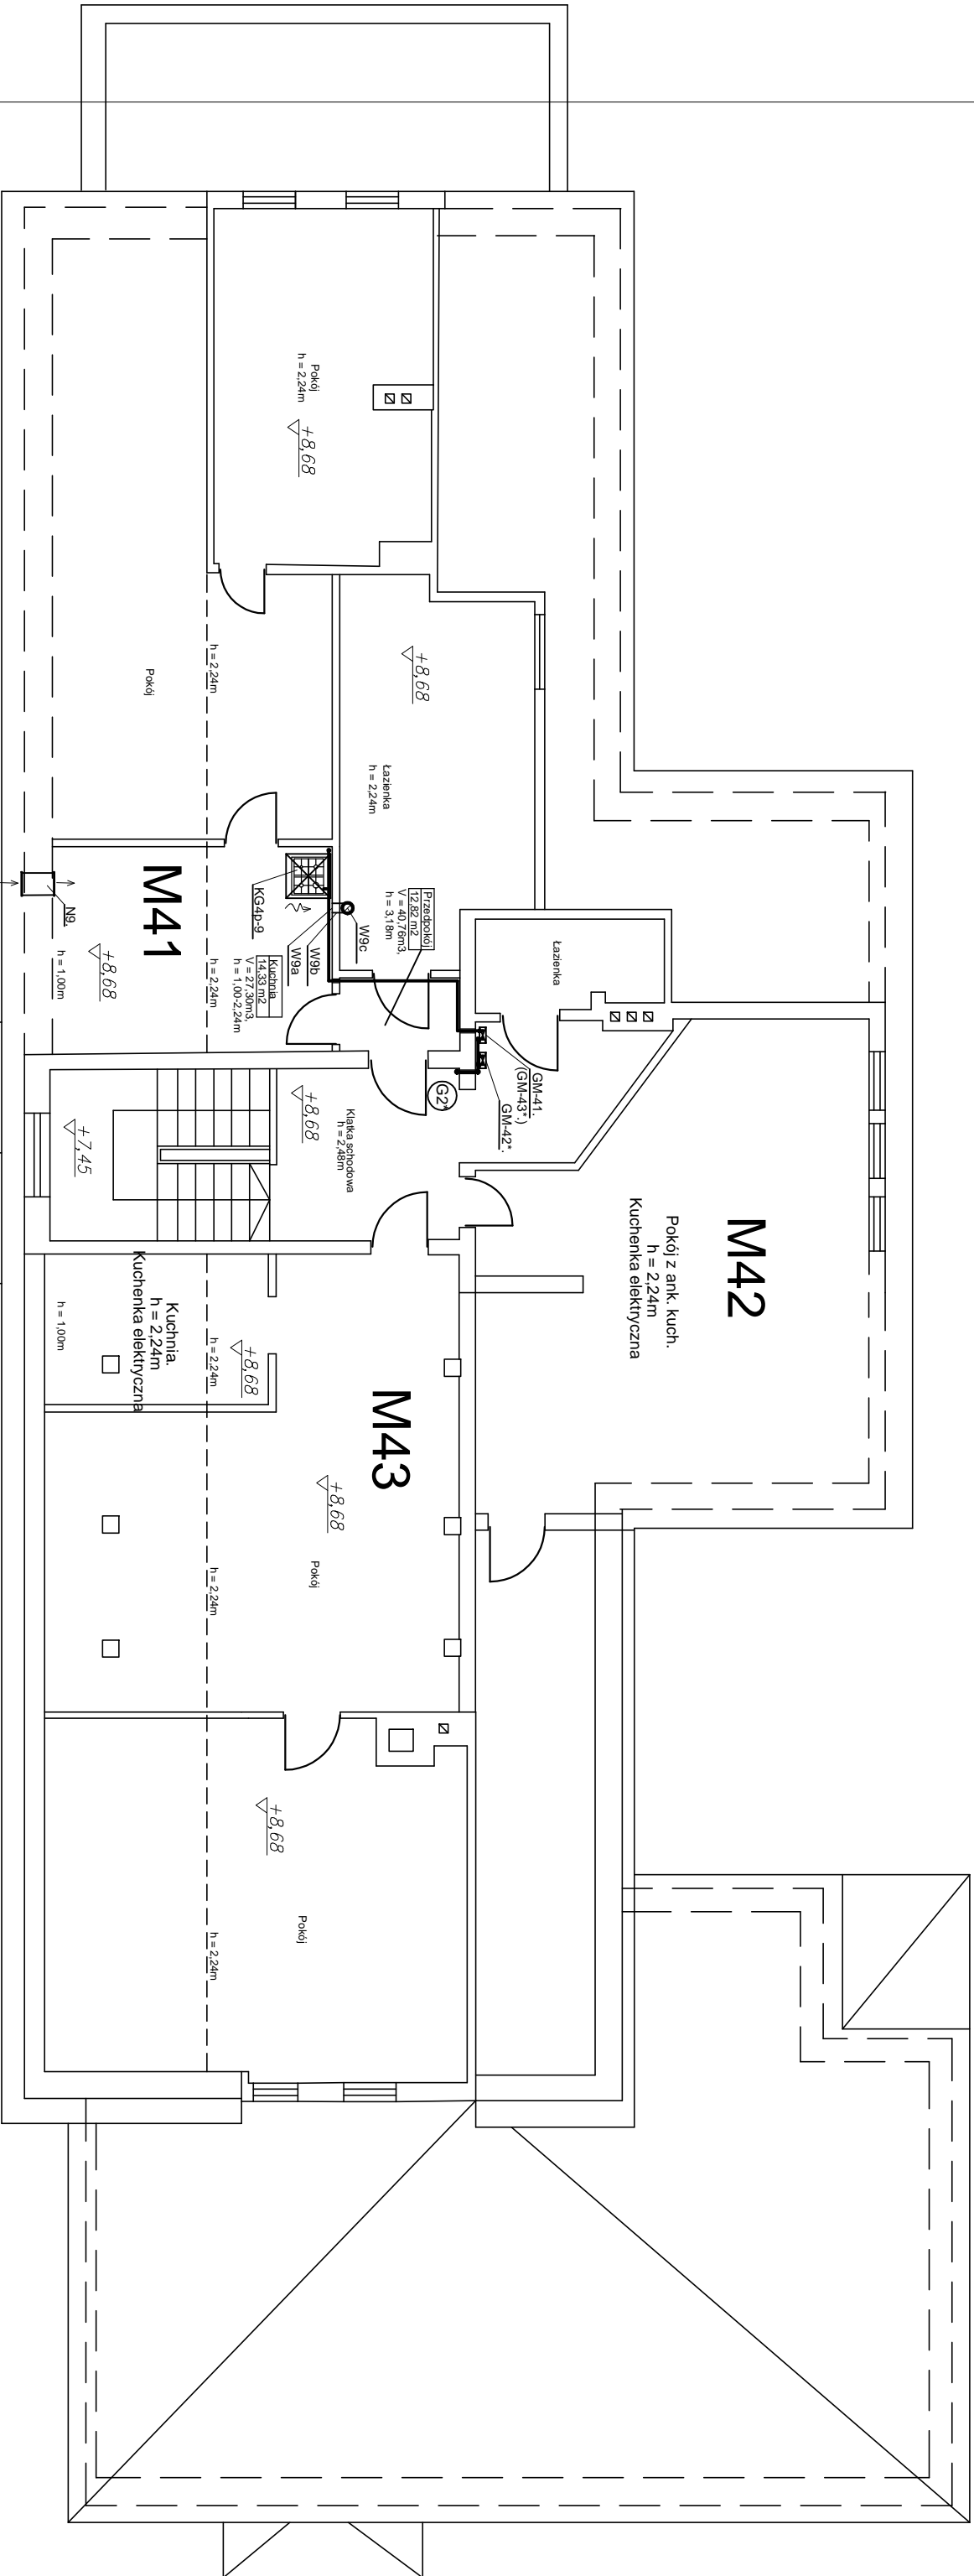 Pokój
h = 2,24m
+8,68
+8,68
h = 2,24m
Pokój
Łazienka
h = 2,24m
Przedpokój
12,82 m2
V = 40,76m3,
h = 3,18m
Łazienka
KG4p-9
W9c
W9b
W9a
M41
N9.
+8,68
h = 1,00m
h = 2,24m
Kuchnia
14,33 m2
V = 27,30m3,
h = 1,00-2,24m
GM-41.
(GM-43*.)
GM-42*.
G2*
+8,68
Klatka schodowa
h = 2,48m
+7,45
M42
Pokój z ank. kuch.
h = 2,24m
Kuchenka elektryczna
Kuchnia.
h = 2,24m
Kuchenka elektryczna
h = 1,00m
h = 2,24m
+8,68
M43
+8,68
Pokój
h = 2,24m
+8,68
Pokój
h = 2,24m